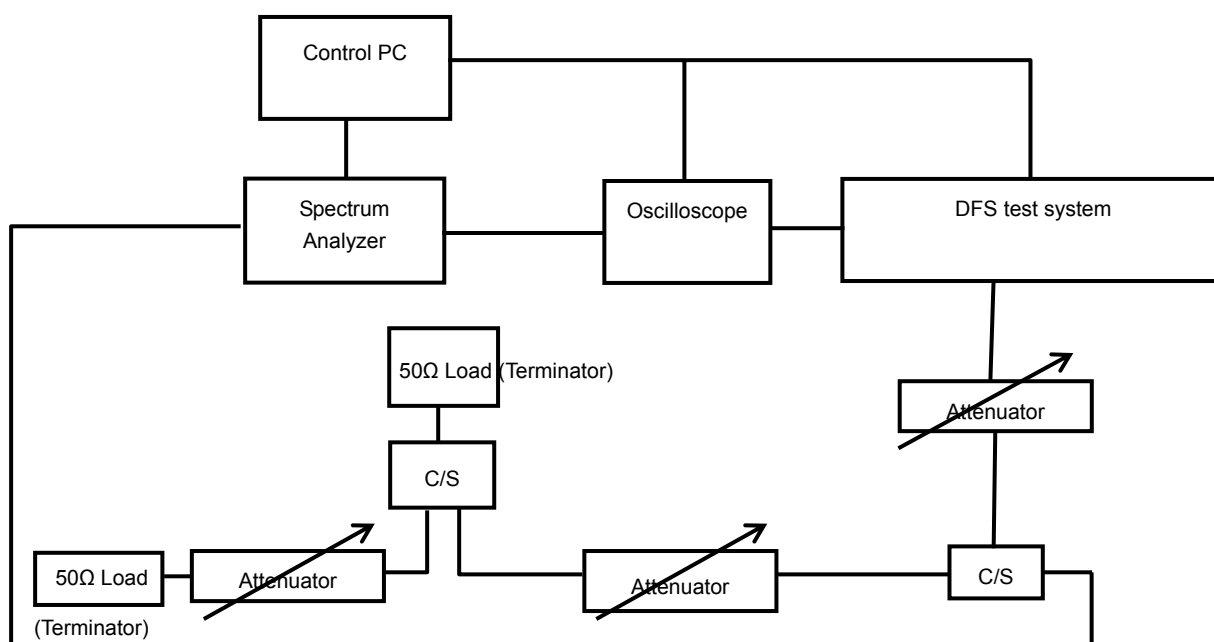 Control PC
Spectrum
Analyzer
Oscilloscope
DFS test system
50Ω Load (Terminator)
Attenuator
C/S
50Ω Load
(Terminator)
Attenuator
Attenuator
C/S